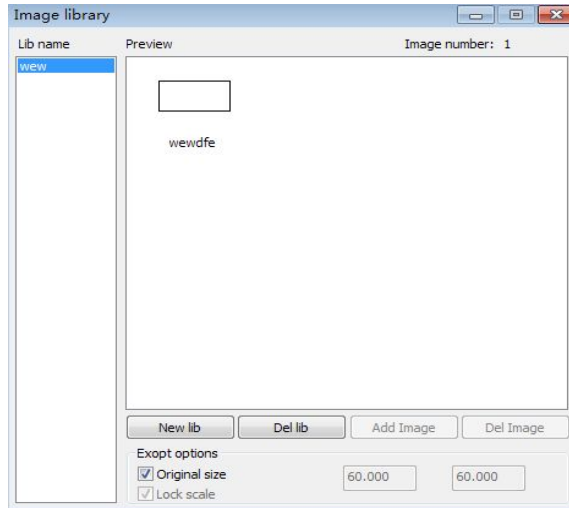 Image library
Lib name Preview Image number: 1
wew
wewdfe
New lib Del lib Add Image Del Image
Exopt options
Original size 60.000 60.000
Lock scale